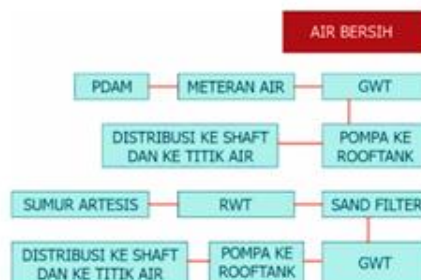 AIR BERSIH
PDAM
METERAN AIR
GWT
DISTRIBUSI KE SHAFT
DAN KE TITIK AIR
POMPA KE
ROOFTANK
SUMUR ARTESIS
RWT
SAND FILTER
DISTRIBUSI KE SHAFT
DAN KE TITIK AIR
POMPA KE
ROOFTANK
GWT